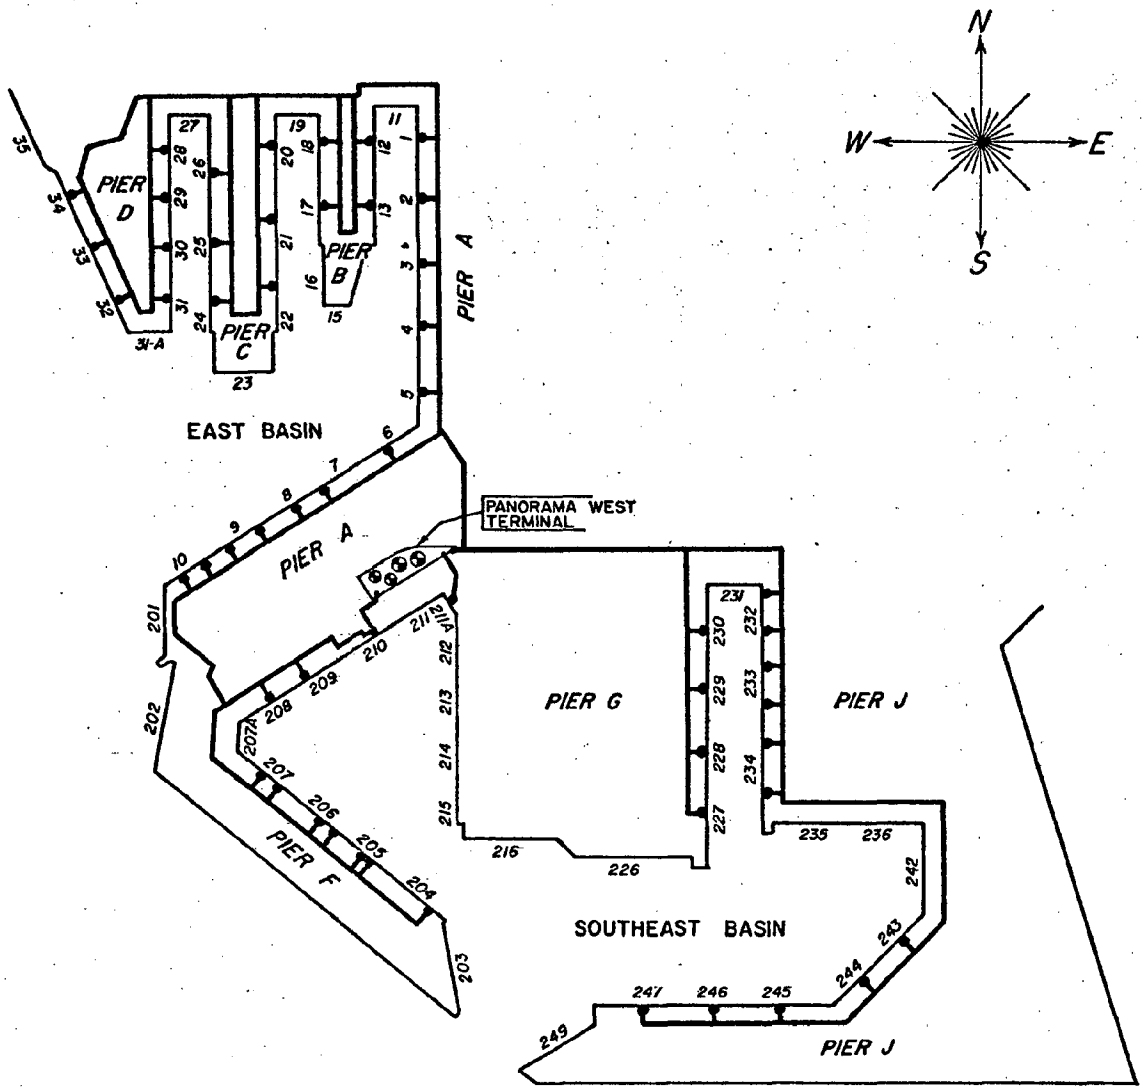 N
W
E
S
35
27
19
11
34
33
32
PIER
D
28
29
30
31
26
25
24
20
21
22
18
17
16
12
13
1
2
3
4
5
PIER
B
15
31-A
PIER
C
23
PIER A
EAST BASIN
6
7
8
9
10
PIER A
PANORAMA WEST
TERMINAL
201
202
211A
211
210
209
208
207A
212
213
214
215
PIER G
231
230
229
228
227
232
233
234
PIER J
207
206
205
204
PIER F
203
216
226
235
236
242
SOUTHEAST BASIN
243
244
247
246
245
249
PIER J